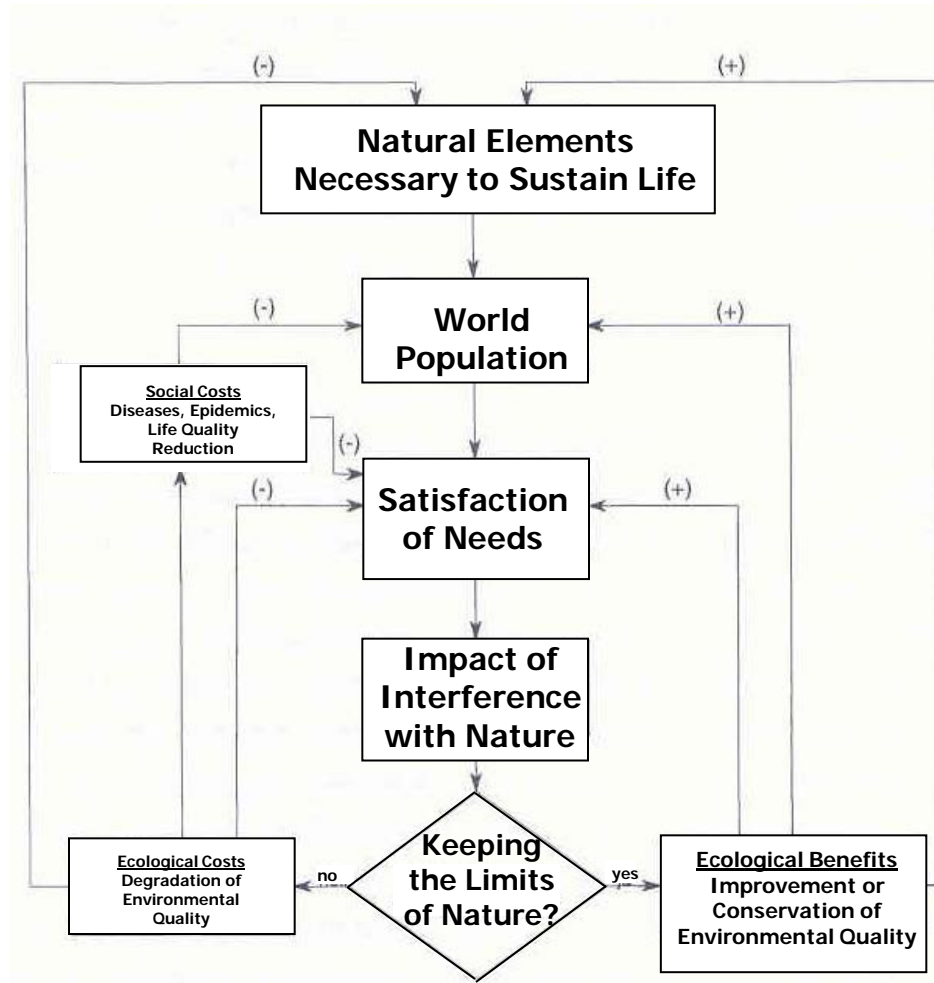 (-)
(+)
Natural Elements
Necessary to Sustain Life
(-)
World
Population
(+)
Social Costs
Diseases, Epidemics,
Life Quality
Reduction
(-)
(-)
Satisfaction
of Needs
(+)
Impact of
Interference
with Nature
Ecological Costs
Degradation of
Environmental
Quality
no
Keeping
the Limits
of Nature?
yes
Ecological Benefits
Improvement or
Conservation of
Environmental Quality